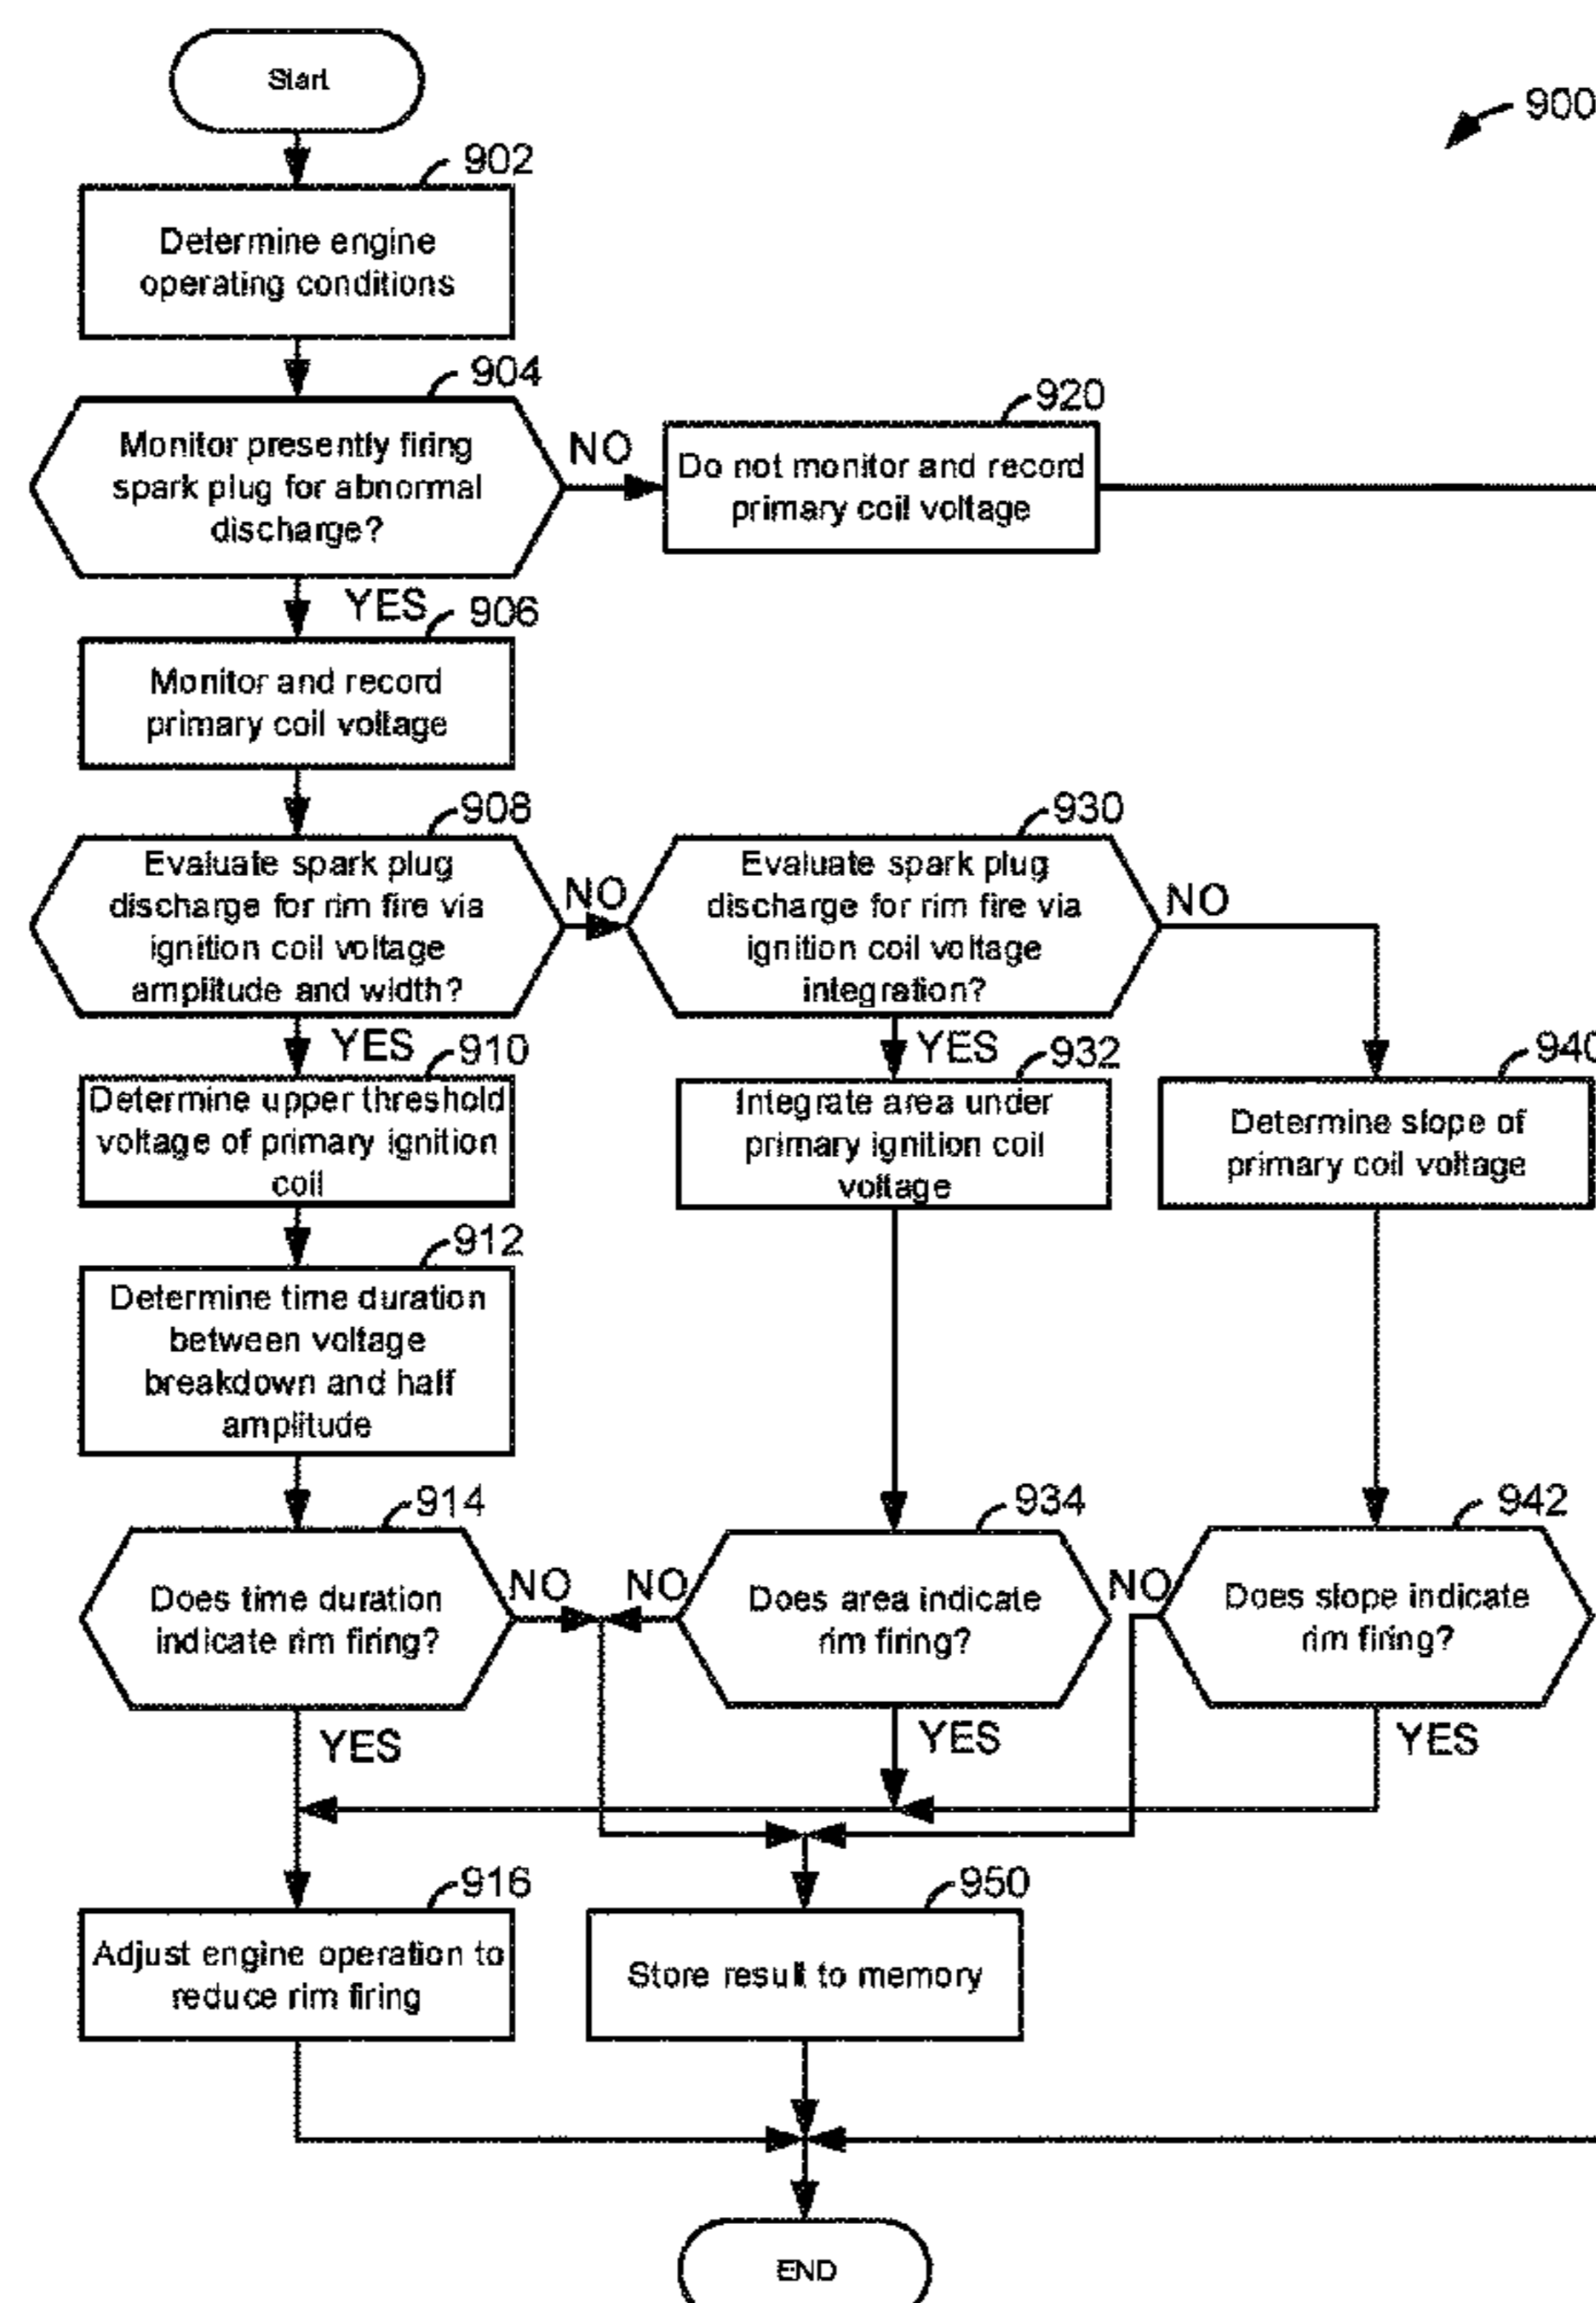 Start
900
902
Determine engine
operating conditions
904
Monitor presently firing
spark plug for abnormal
discharge?
NO
920
Do not monitor and record
primary coil voltage
YES
906
Monitor and record
primary coil voltage
908
Evaluate spark plug
discharge for rim fire via
ignition coil voltage
amplitude and width?
NO
930
Evaluate spark plug
discharge for rim fire via
ignition coil voltage
integration?
NO
YES
910
Determine upper threshold
voltage of primary ignition
coil
YES
932
Integrate area under
primary ignition coil
voltage
940
Determine slope of
primary coil voltage
912
Determine time duration
between voltage
breakdown and half
amplitude
914
Does time duration
indicate rim firing?
NO
NO
934
Does area indicate
rim firing?
NO
942
Does slope indicate
rim firing?
YES
YES
YES
916
Adjust engine operation to
reduce rim firing
950
Store result to memory
END